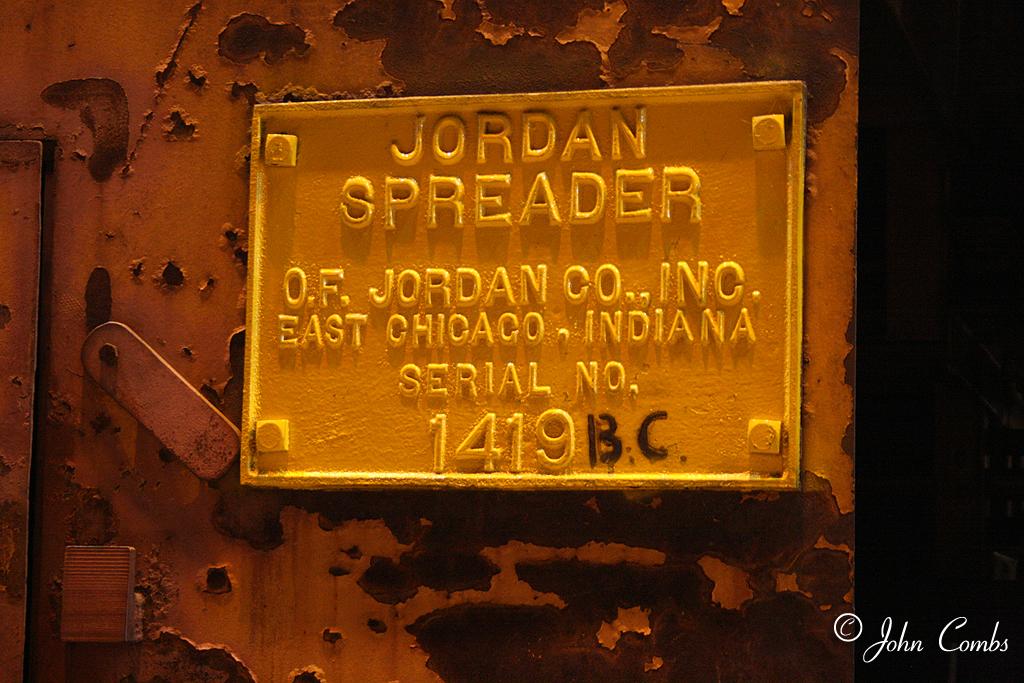 JORDAN
SPREADER
O.F. JORDAN CO., INC.
EAST CHICAGO, INDIANA
SERIAL NO.
1419 B.C.
© John Combs